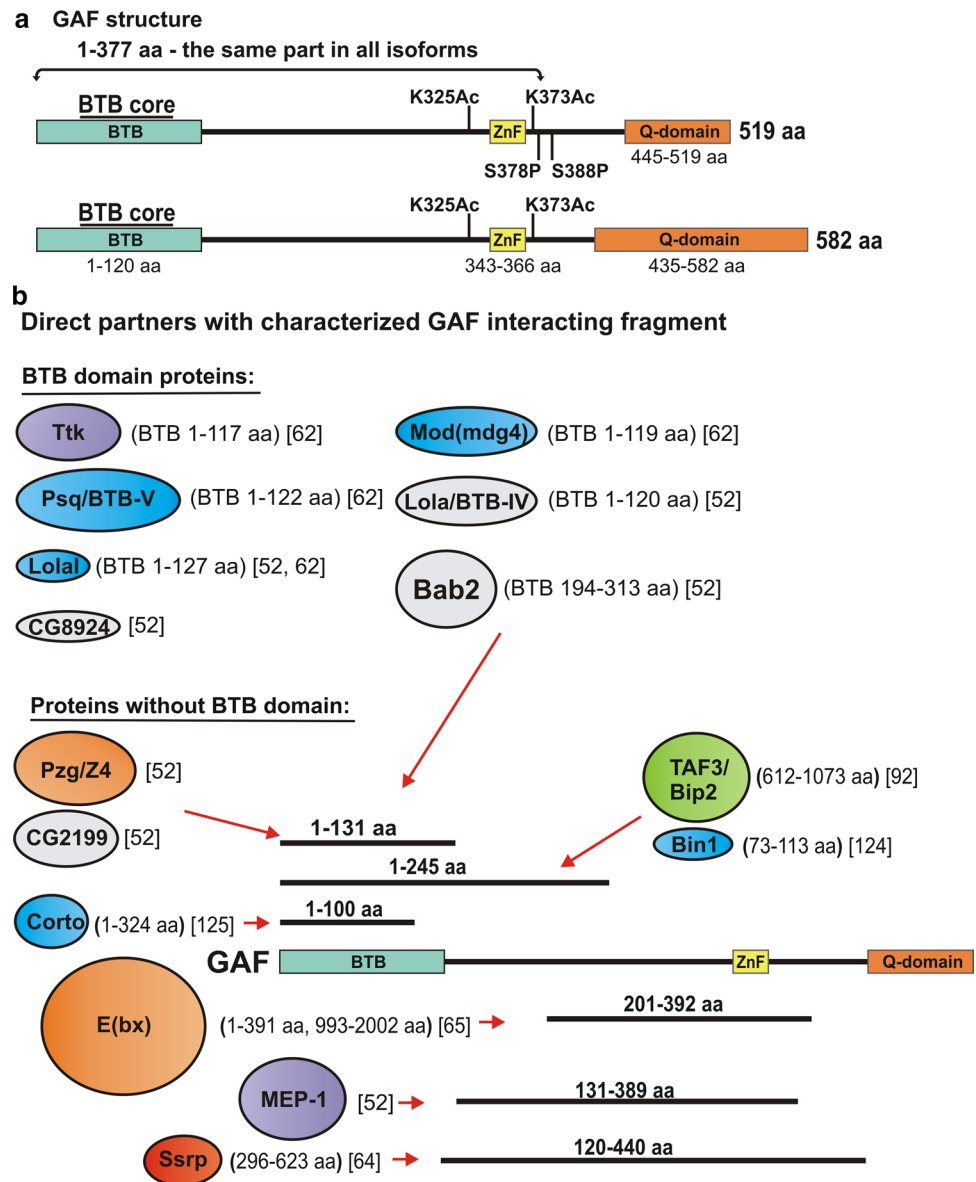 a GAF structure
1-377 aa - the same part in all isoforms
BTB core
K325Ac
K373Ac
BTB
ZnF
Q-domain
519 aa
S378P
S388P
445-519 aa
BTB core
K325Ac
K373Ac
BTB
ZnF
Q-domain
582 aa
1-120 aa
343-366 aa
435-582 aa
b
Direct partners with characterized GAF interacting fragment
BTB domain proteins:
Ttk (BTB 1-117 aa) [62]
Mod(mdg4) (BTB 1-119 aa) [62]
Psq/BTB-V (BTB 1-122 aa) [62]
Lola/BTB-IV (BTB 1-120 aa) [52]
Lolal (BTB 1-127 aa) [52, 62]
Bab2 (BTB 194-313 aa) [52]
CG8924 [52]
Proteins without BTB domain:
Pzg/Z4 [52]
TAF3/
Bip2
(612-1073 aa) [92]
CG2199 [52]
1-131 aa
Bin1 (73-113 aa) [124]
1-245 aa
Corto (1-324 aa) [125]
1-100 aa
GAF
BTB
ZnF
Q-domain
E(bx) (1-391 aa, 993-2002 aa) [65]
201-392 aa
MEP-1 [52]
131-389 aa
Ssrp (296-623 aa) [64]
120-440 aa